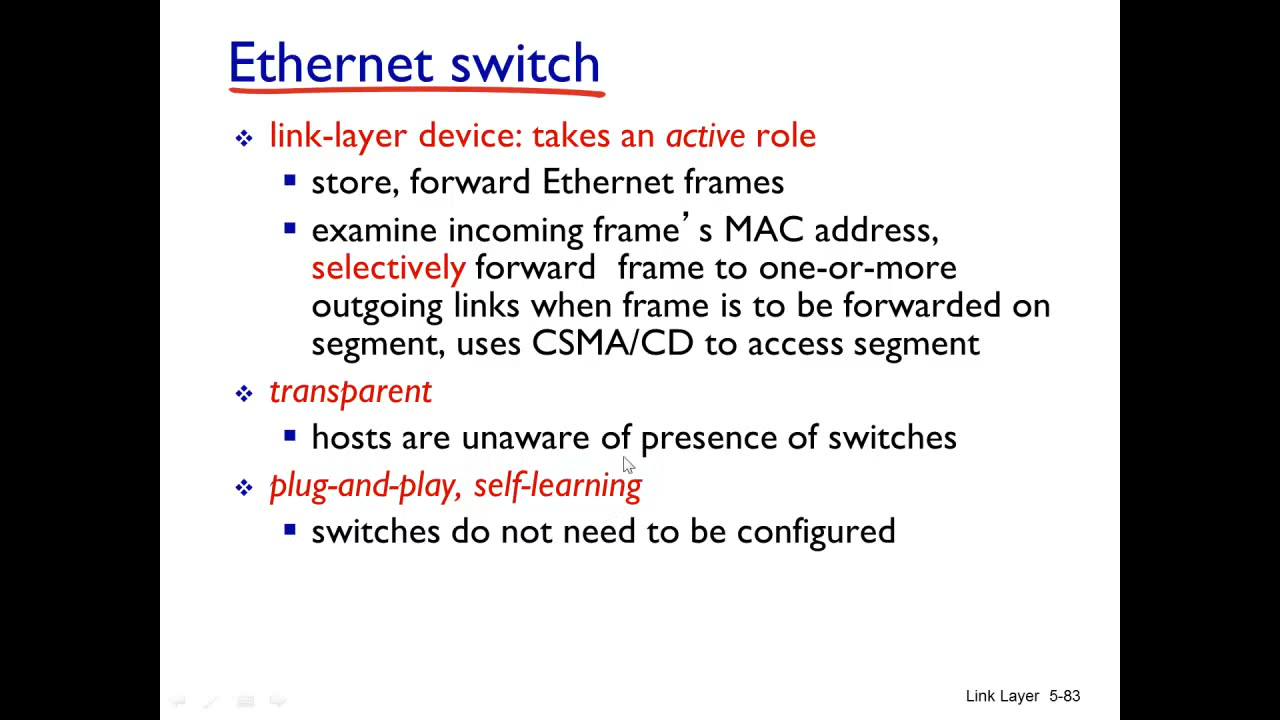 Ethernet switch
link-layer device: takes an active role
store, forward Ethernet frames
examine incoming frame’s MAC address,
selectively forward frame to one-or-more
outgoing links when frame is to be forwarded on
segment, uses CSMA/CD to access segment
transparent
hosts are unaware of presence of switches
plug-and-play, self-learning
switches do not need to be configured
Link Layer 5-83